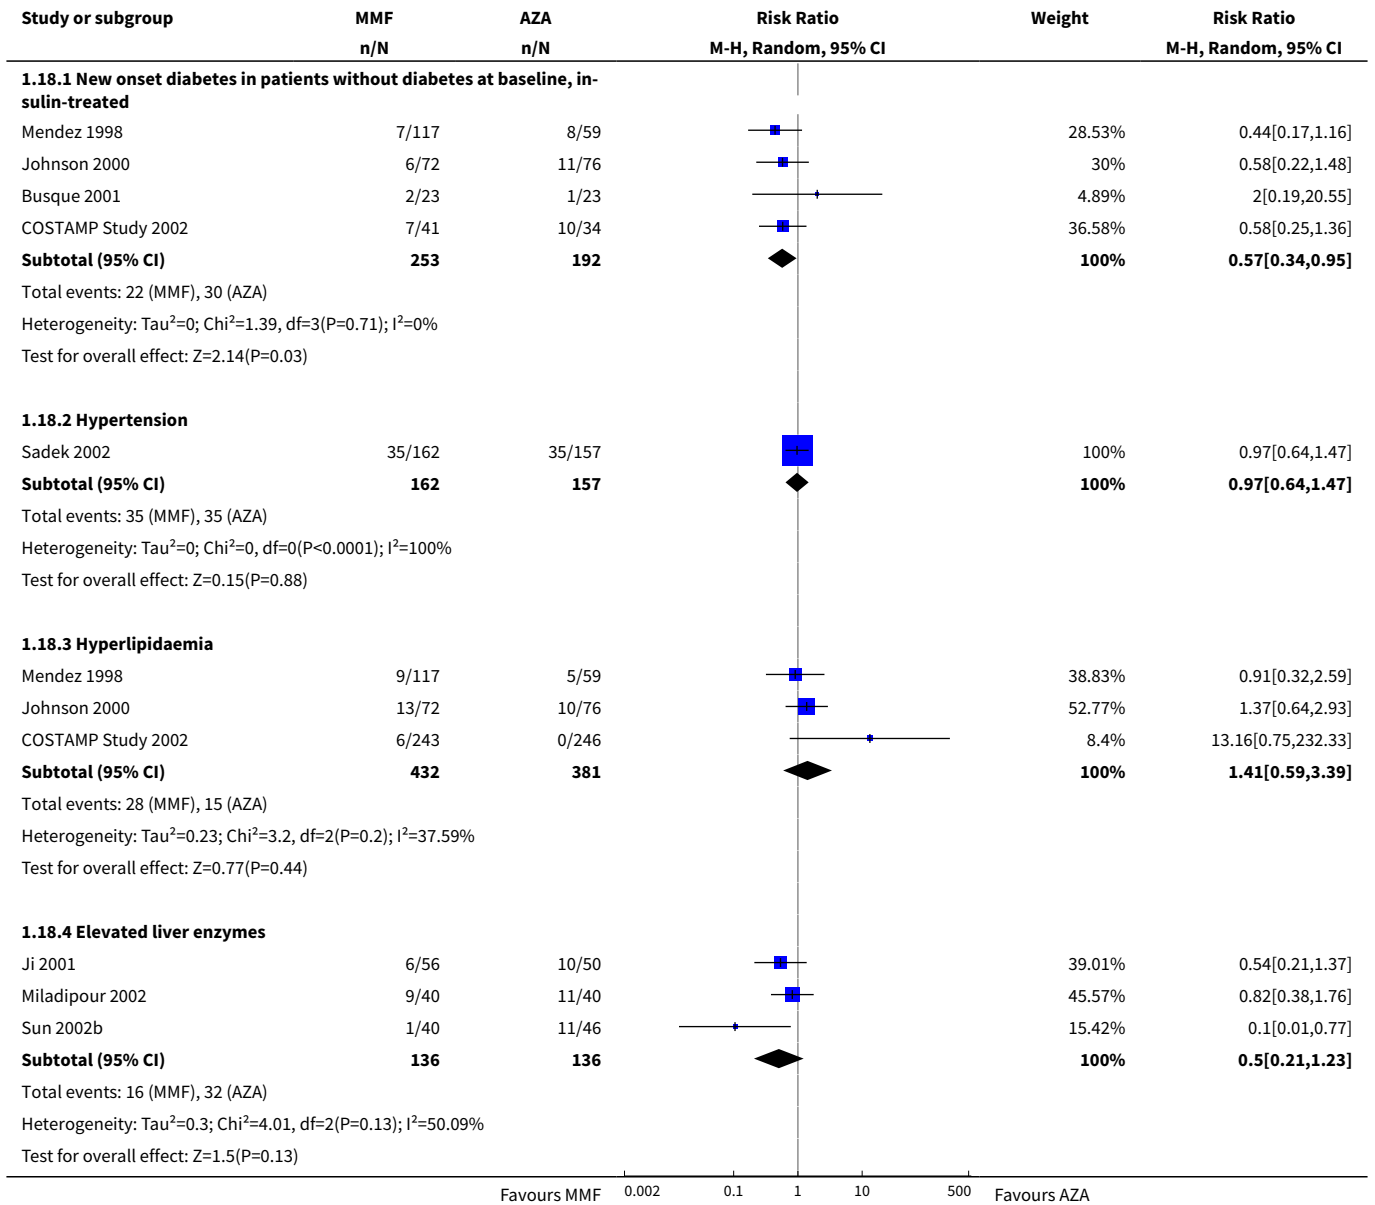 Study or subgroup MMF AZA Risk Ratio Weight Risk Ratio
n/N n/N M-H, Random, 95% CI M-H, Random, 95% CI
1.18.1 New onset diabetes in patients without diabetes at baseline, in-
sulin-treated
Mendez 1998 7/117 8/59 28.53% 0.44[0.17,1.16]
Johnson 2000 6/72 11/76 30% 0.58[0.22,1.48]
Busque 2001 2/23 1/23 4.89% 2[0.19,20.55]
COSTAMP Study 2002 7/41 10/34 36.58% 0.58[0.25,1.36]
Subtotal (95% CI) 253 192 100% 0.57[0.34,0.95]
Total events: 22 (MMF), 30 (AZA)
Heterogeneity: Tau²=0; Chi²=1.39, df=3(P=0.71); I²=0%
Test for overall effect: Z=2.14(P=0.03)
1.18.2 Hypertension
Sadek 2002 35/162 35/157 100% 0.97[0.64,1.47]
Subtotal (95% CI) 162 157 100% 0.97[0.64,1.47]
Total events: 35 (MMF), 35 (AZA)
Heterogeneity: Tau²=0; Chi²=0, df=0(P<0.0001); I²=100%
Test for overall effect: Z=0.15(P=0.88)
1.18.3 Hyperlipidaemia
Mendez 1998 9/117 5/59 38.83% 0.91[0.32,2.59]
Johnson 2000 13/72 10/76 52.77% 1.37[0.64,2.93]
COSTAMP Study 2002 6/243 0/246 8.4% 13.16[0.75,232.33]
Subtotal (95% CI) 432 381 100% 1.41[0.59,3.39]
Total events: 28 (MMF), 15 (AZA)
Heterogeneity: Tau²=0.23; Chi²=3.2, df=2(P=0.2); I²=37.59%
Test for overall effect: Z=0.77(P=0.44)
1.18.4 Elevated liver enzymes
Ji 2001 6/56 10/50 39.01% 0.54[0.21,1.37]
Miladipour 2002 9/40 11/40 45.57% 0.82[0.38,1.76]
Sun 2002b 1/40 11/46 15.42% 0.1[0.01,0.77]
Subtotal (95% CI) 136 136 100% 0.5[0.21,1.23]
Total events: 16 (MMF), 32 (AZA)
Heterogeneity: Tau²=0.3; Chi²=4.01, df=2(P=0.13); I²=50.09%
Test for overall effect: Z=1.5(P=0.13)
Favours MMF 0.002 0.1 1 10 500 Favours AZA